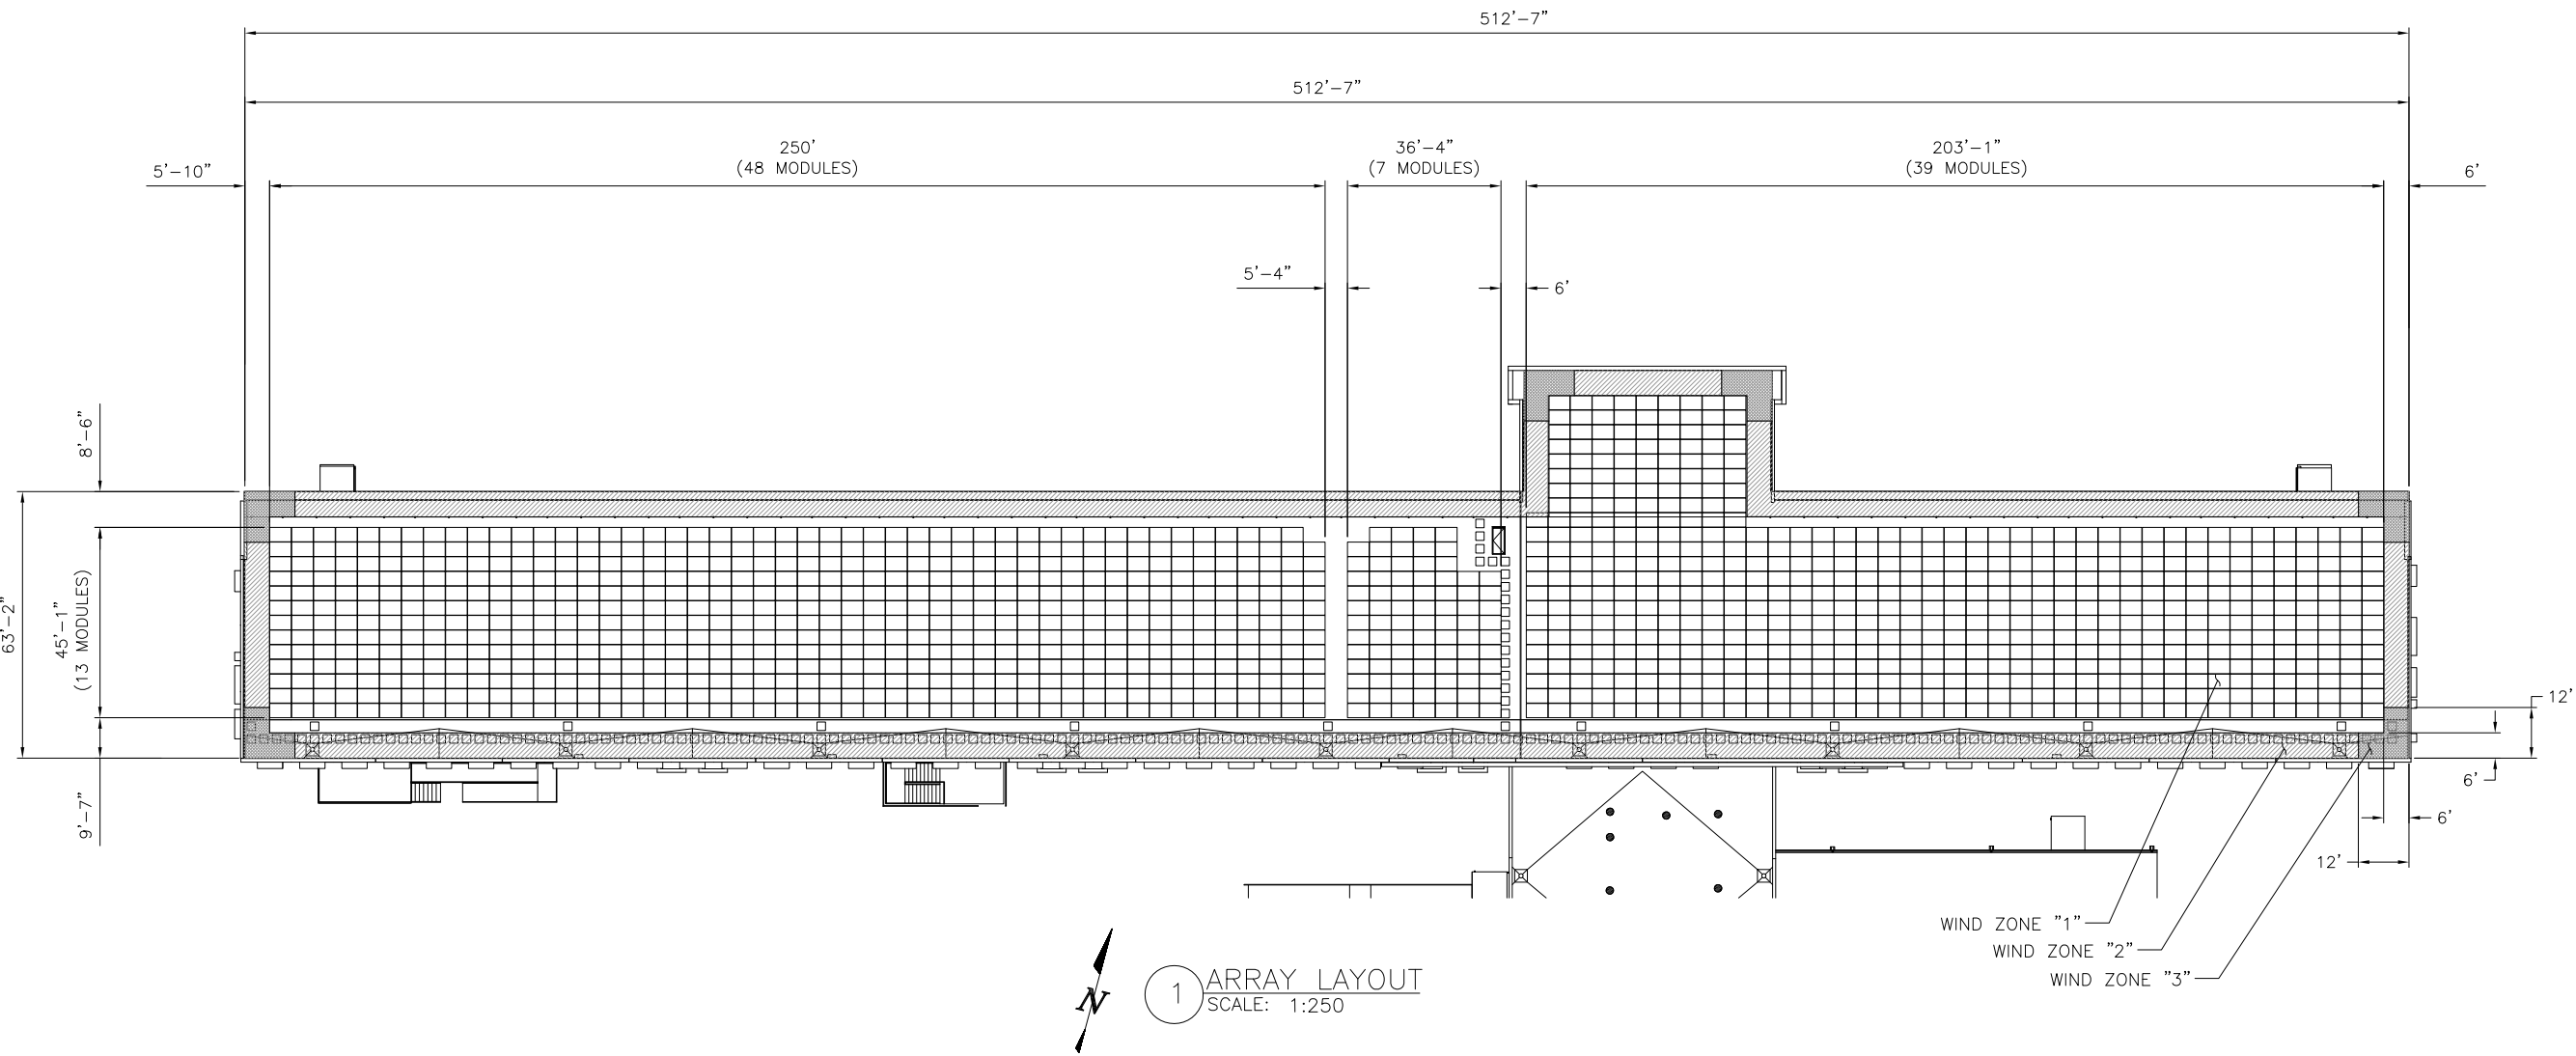 512'-7"
512'-7"
250'
(48 MODULES)
36'-4"
(7 MODULES)
203'-1"
(39 MODULES)
5'-10"
6'
5'-4"
6'
8'-6"
63'-2"
45'-1"
(13 MODULES)
9'-7"
12'
6'
6'
12'
WIND ZONE "1"
WIND ZONE "2"
WIND ZONE "3"
N
1
ARRAY LAYOUT
SCALE: 1:250